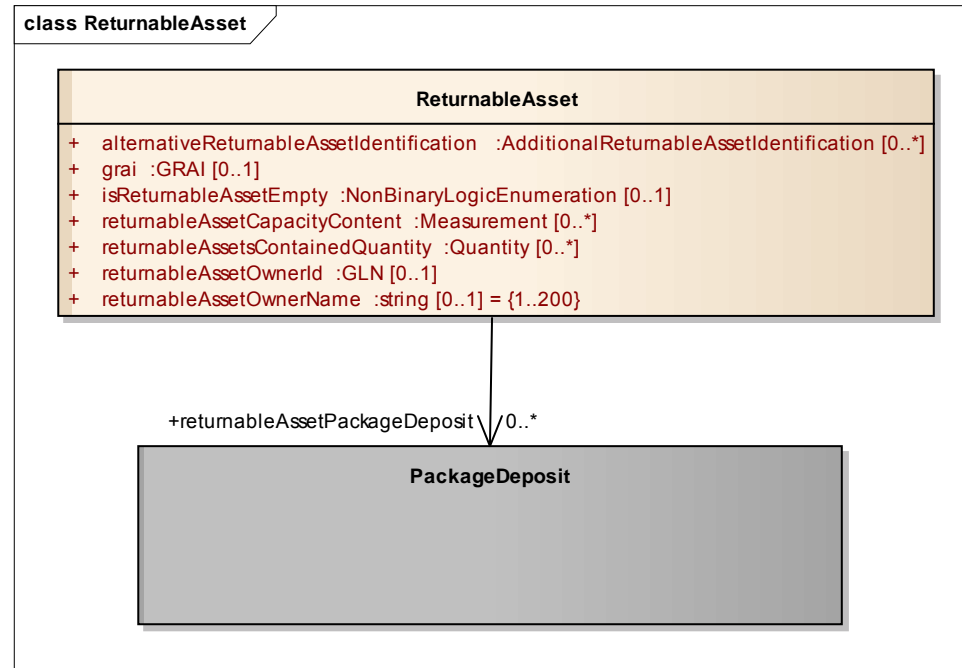 class ReturnableAsset
ReturnableAsset
+ alternativeReturnableAssetIdentification :AdditionalReturnableAssetIdentification [0..*]
+ grai :GRAI [0..1]
+ isReturnableAssetEmpty :NonBinaryLogicEnumeration [0..1]
+ returnableAssetCapacityContent :Measurement [0..*]
+ returnableAssetsContainedQuantity :Quantity [0..*]
+ returnableAssetOwnerId :GLN [0..1]
+ returnableAssetOwnerName :string [0..1] = {1..200}
+returnableAssetPackageDeposit 0..*
PackageDeposit